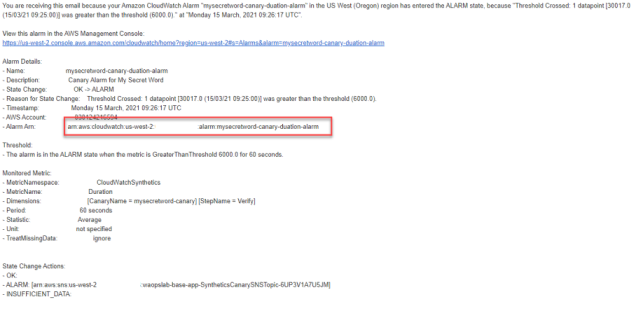 You are receiving this email because your Amazon CloudWatch Alarm "mysecretword-canary-duation-alarm" in the US West (Oregon) region has entered the ALARM state, because "Threshold Crossed: 1 datapoint [30017.0
(15/03/21 09:25:00)] was greater than the threshold (6000.0)." at "Monday 15 March, 2021 09:26:17 UTC".
View this alarm in the AWS Management Console:
https://us-west-2.console.aws.amazon.com/cloudwatch/home?region=us-west-2#s=Alarms&alarm=mysecretword-canary-duation-alarm
Alarm Details:
- Name: mysecretword-canary-duation-alarm
- Description: Canary Alarm for My Secret Word
- State Change: OK -> ALARM
- Reason for State Change: Threshold Crossed: 1 datapoint [30017.0 (15/03/21 09:25:00)] was greater than the threshold (6000.0).
- Timestamp: Monday 15 March, 2021 09:26:17 UTC
- AWS Account:
- Alarm Arn: arn:aws:cloudwatch:us-west-2: :alarm:mysecretword-canary-duation-alarm
Threshold:
- The alarm is in the ALARM state when the metric is GreaterThanThreshold 6000.0 for 60 seconds.
Monitored Metric:
- MetricNamespace: CloudWatchSynthetics
- MetricName: Duration
- Dimensions: [CanaryName = mysecretword-canary] [StepName = Verify]
- Period: 60 seconds
- Statistic: Average
- Unit: not specified
- TreatMissingData: ignore
State Change Actions:
- OK:
- ALARM: [arn:aws:sns:us-west-2 :waopslab-base-app-SyntheticsCanarySNSTopic-6UP3V1A7U5JM]
- INSUFFICIENT_DATA: